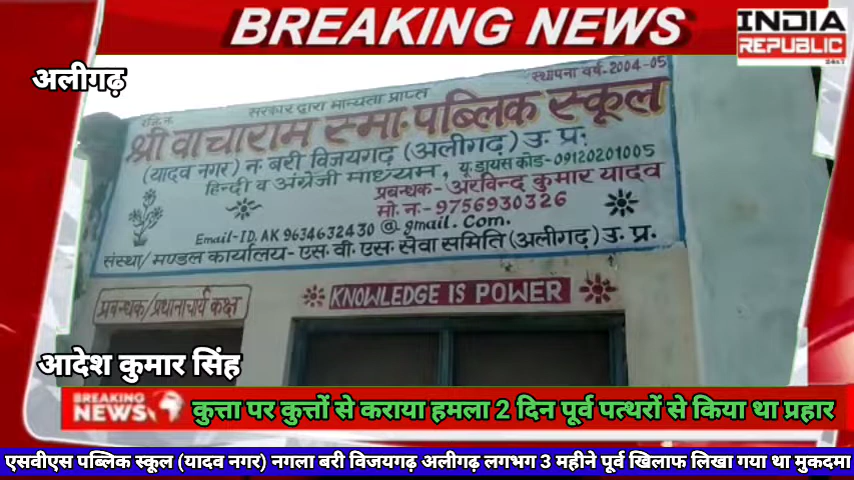 BREAKING NEWS
INDIA
REPUBLIC
24x7
अलीगढ़
स्थापना वर्ष.2004-05
रजि. न.
सरकार द्वारा मान्यता प्राप्त
श्री वाचाराम स्मा. पब्लिक स्कूल
(यादव नगर) न. बरी विजयगढ़ (अलीगढ़) उ. प्र.
हिन्दी व अंग्रेजी माध्यम, यू. डायस कोड-09120201005
प्रबन्धक- अरविन्द कुमार यादव
मो. न.- 9756930326
Email-ID. AK 9634632430 @ gmail. Com.
संस्था/मण्डल कार्यालय- एस. वी. एस. सेवा समिति (अलीगढ़) उ. प्र.
प्रबन्धक/प्रधानाचार्य कक्ष
KNOWLEDGE IS POWER
आदेश कुमार सिंह
BREAKING
NEWS
कुत्ता पर कुत्तों से कराया हमला 2 दिन पूर्व पत्थरों से किया था प्रहार
एसवीएस पब्लिक स्कूल (यादव नगर) नगला बरी विजयगढ़ अलीगढ़ लगभग 3 महीने पूर्व खिलाफ लिखा गया था मुकदमा